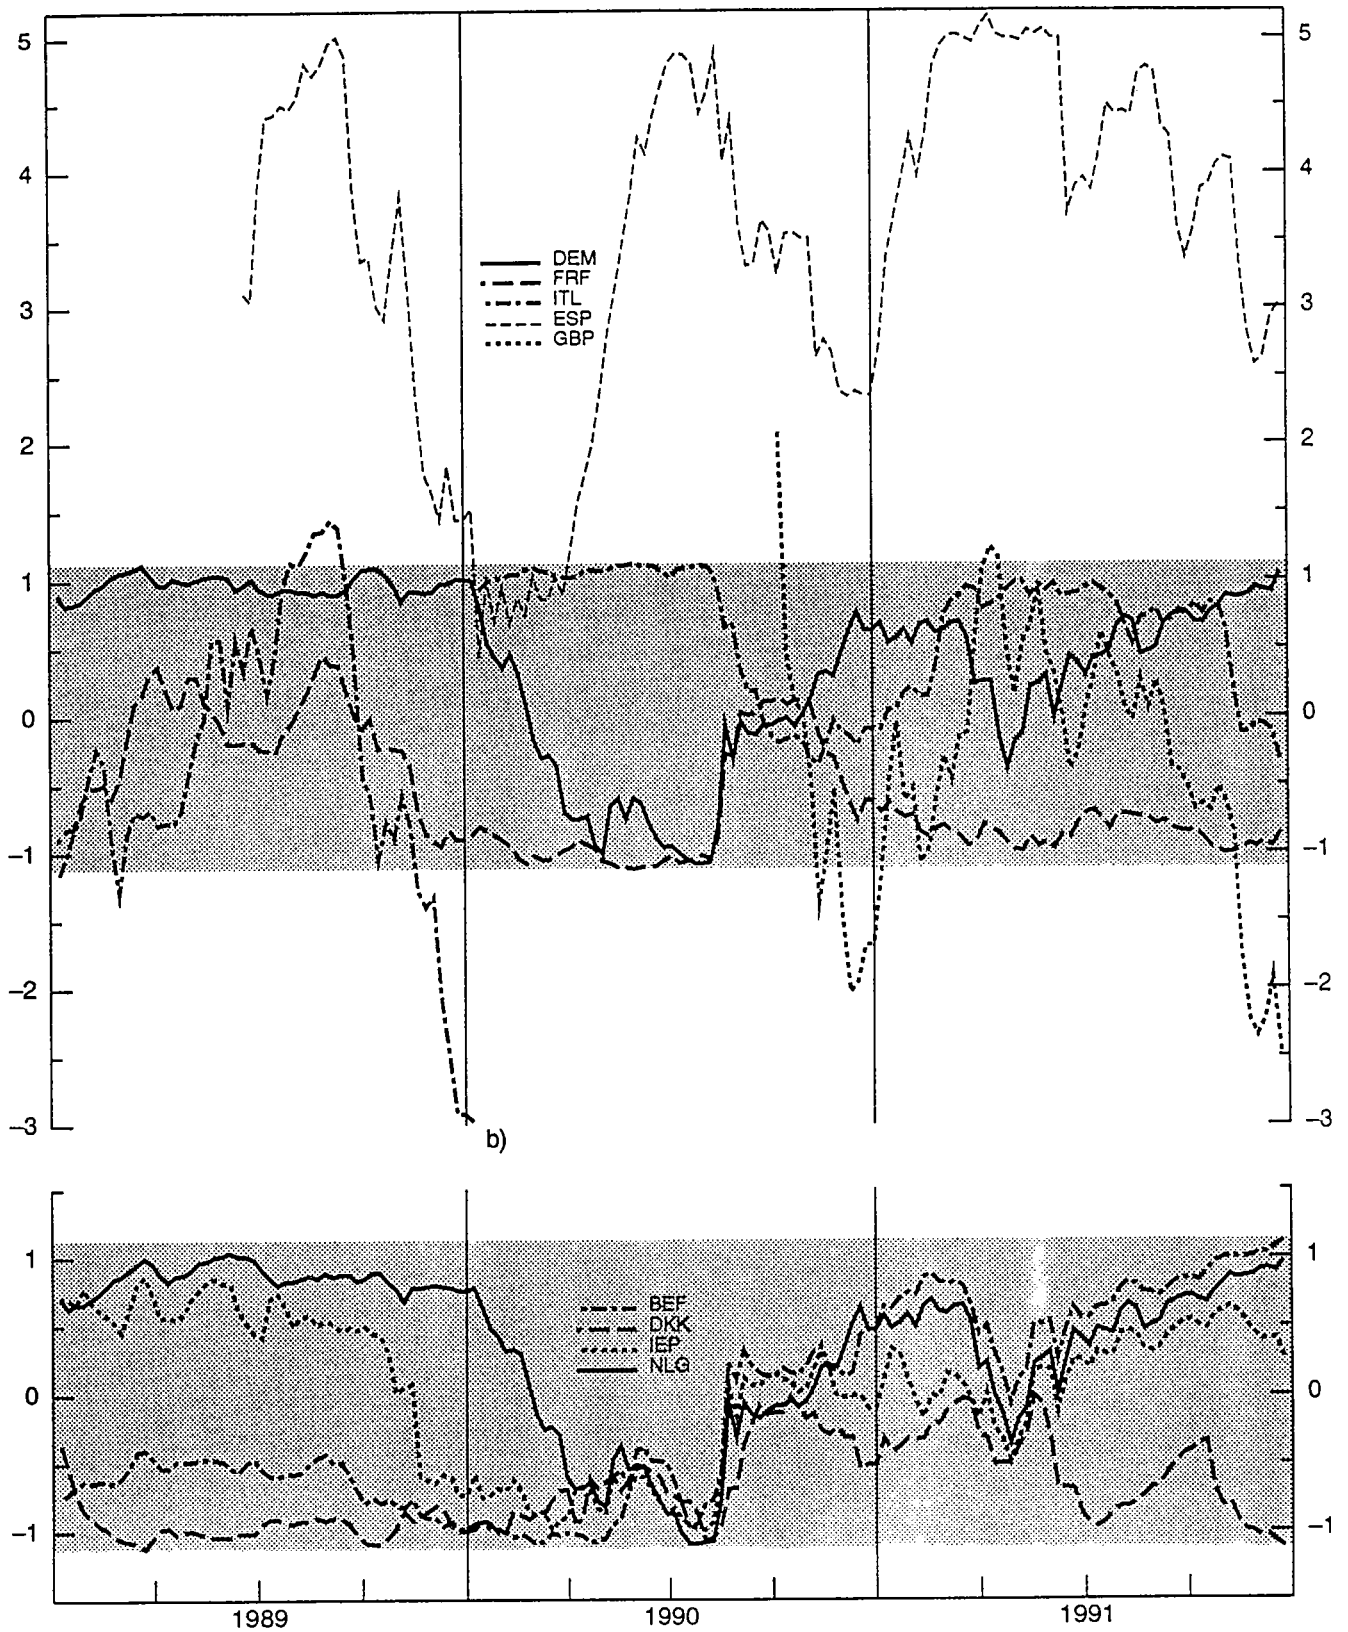 5 5
4 4
DEM
FRF
ITL
ESP
GBP
3 3
2 2
1 1
0 0
–1 –1
–2 –2
–3 –3
b)
1 1
BEF
DKK
IEP
NLG
0 0
–1 –1
1989 1990 1991